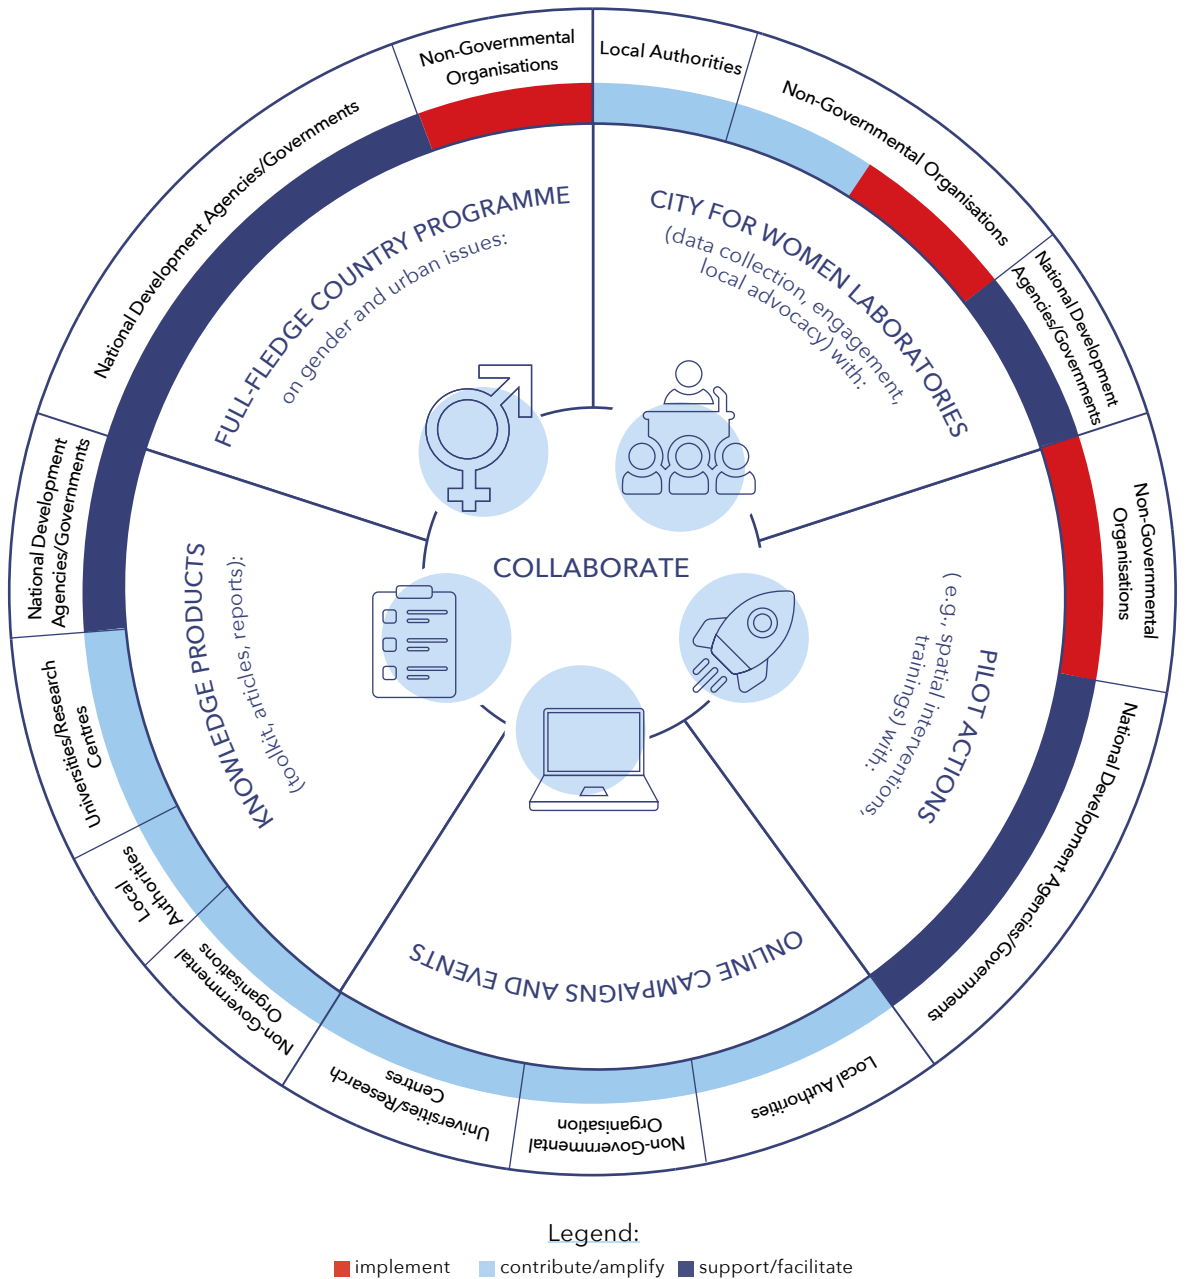 Non-Governmental
Organisations
Local Authorities
Non-Governmental Organisations
National Development
Agencies/Governments
National Development Agencies/Governments
FULL-FLEDGE COUNTRY PROGRAMME
on gender and urban issues:
CITY FOR WOMEN LABORATORIES
(data collection, engagement,
local advocacy) with:
National Development
Agencies/Governments
Non-Governmental
Organisations
COLLABORATE
KNOWLEDGE PRODUCTS
(toolkit, articles, reports):
PILOT ACTIONS
(e.g., spatial interventions,
trainings) with:
Universities/Research
Centres
National Development Agencies/Governments
Local
Authorities
Non-Governmental
Organisations
ONLINE CAMPAIGNS AND EVENTS
Universities/Research
Centres
Non-Governmental
Organisation
Local Authorities
Legend:
implement
contribute/amplify
support/facilitate